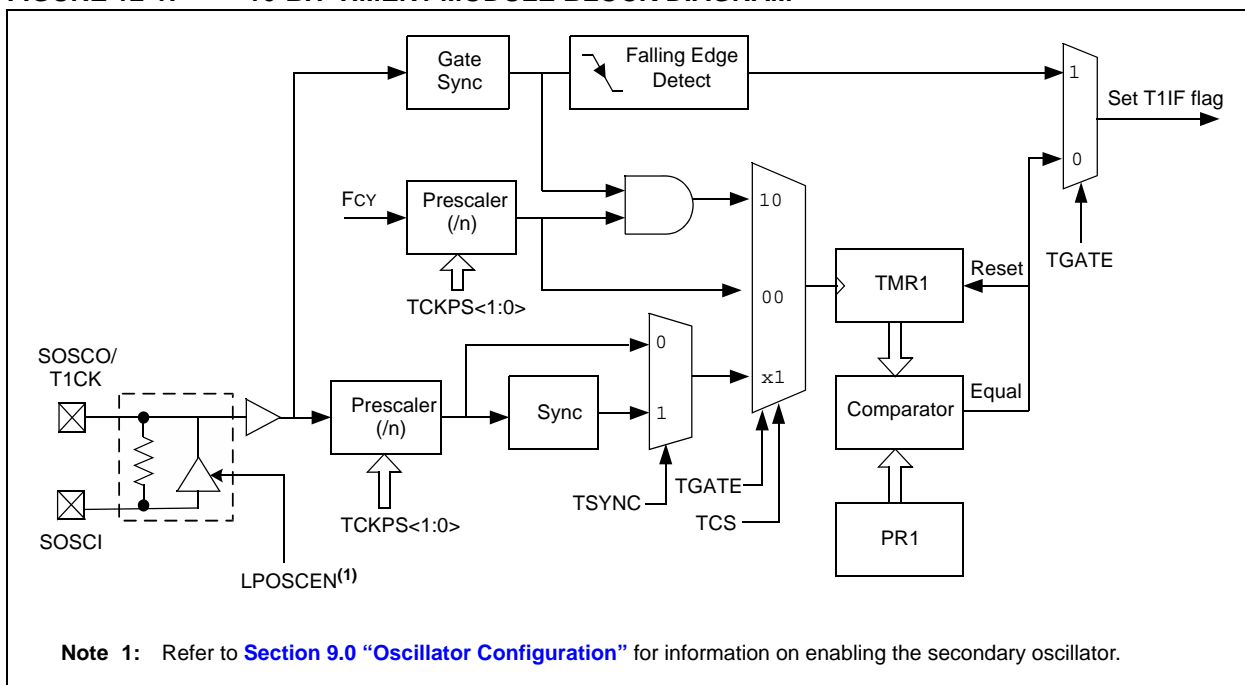 Gate
Sync
Falling Edge
Detect
1
Set T1IF flag
0
TGATE
FCY
Prescaler
(/n)
TCKPS<1:0>
10
00
x1
TMR1
Reset
Comparator
Equal
PR1
SOSCO/
T1CK
SOSCI
LPOSCEN(1)
Prescaler
(/n)
TCKPS<1:0>
Sync
0
1
TSYNC
TGATE
TCS
Note 1: Refer to Section 9.0 “Oscillator Configuration” for information on enabling the secondary oscillator.